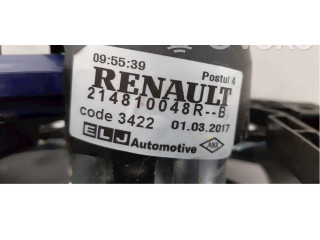 09:55:39 Postul 4
RENAULT
214810048R--B
code 3422 01.03.2017
ELJ Automotive